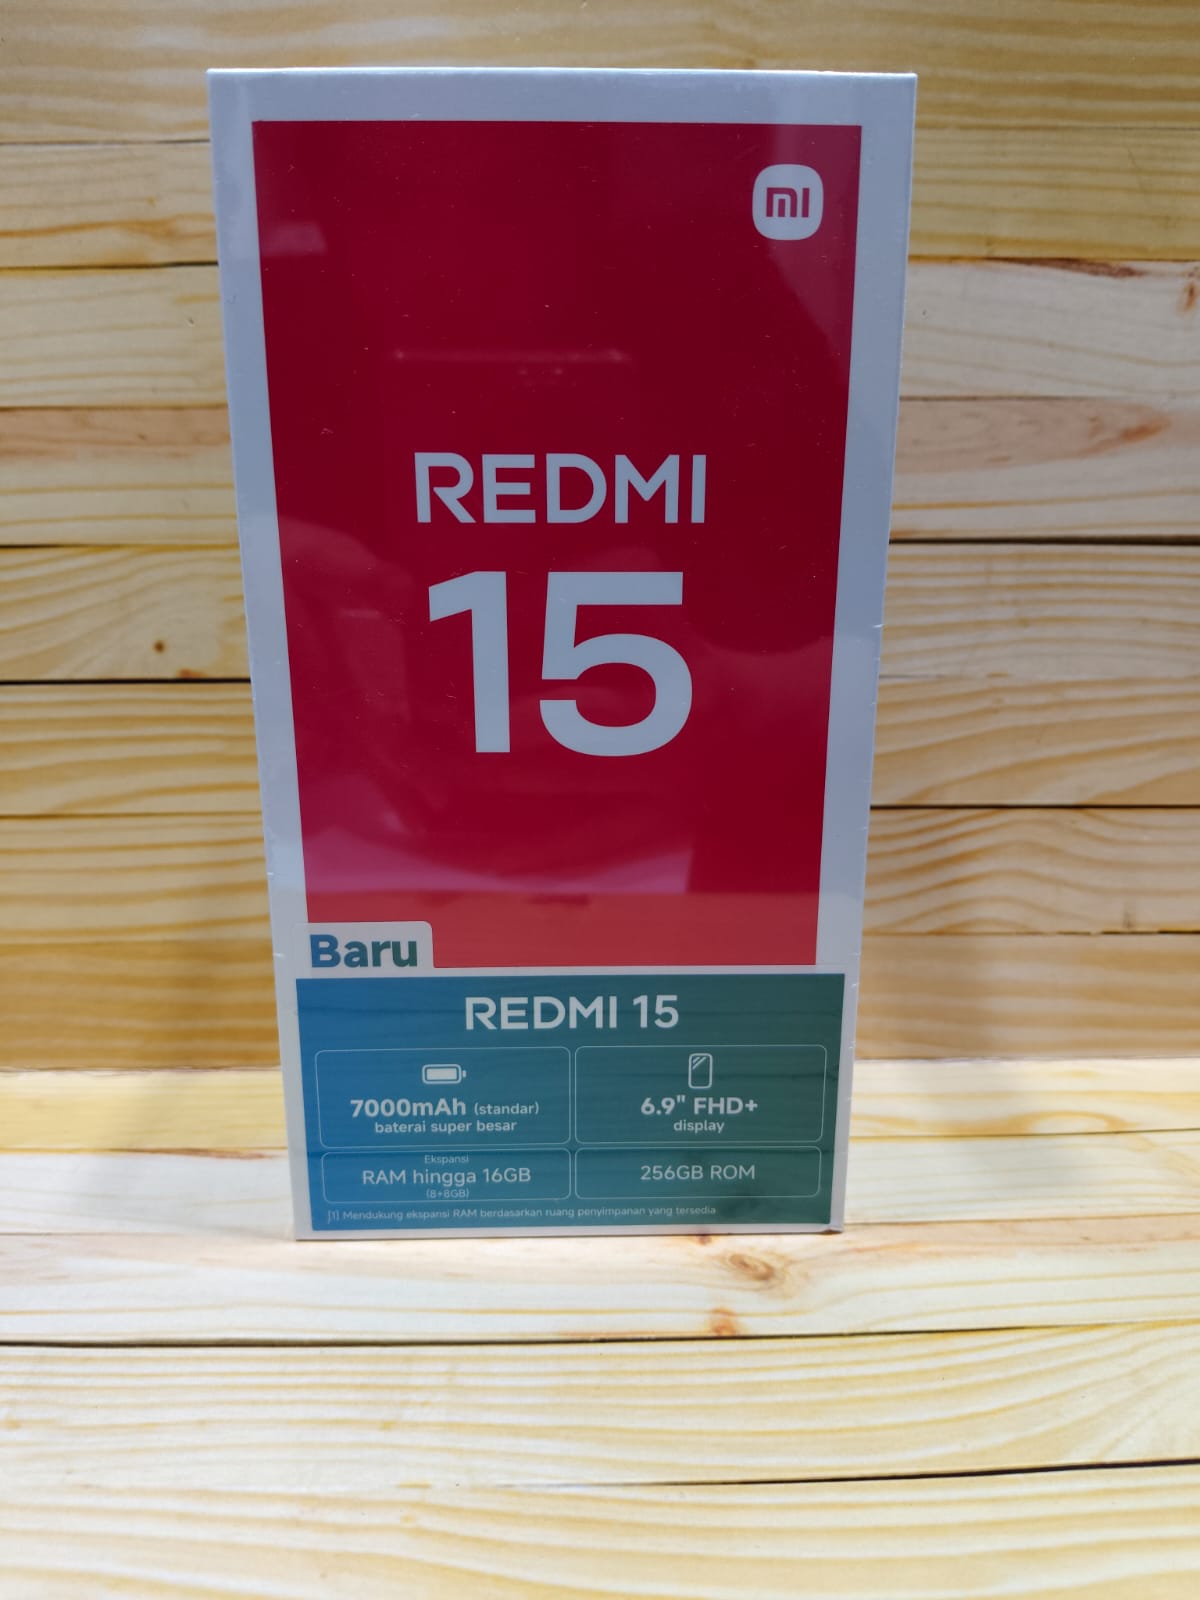 mi
REDMI
15
Baru
REDMI 15
7000mAh (standar)
baterai super besar
6.9" FHD+
display
Ekspansi
RAM hingga 16GB
(8+8GB)
256GB ROM
[1] Mendukung ekspansi RAM berdasarkan ruang penyimpanan yang tersedia